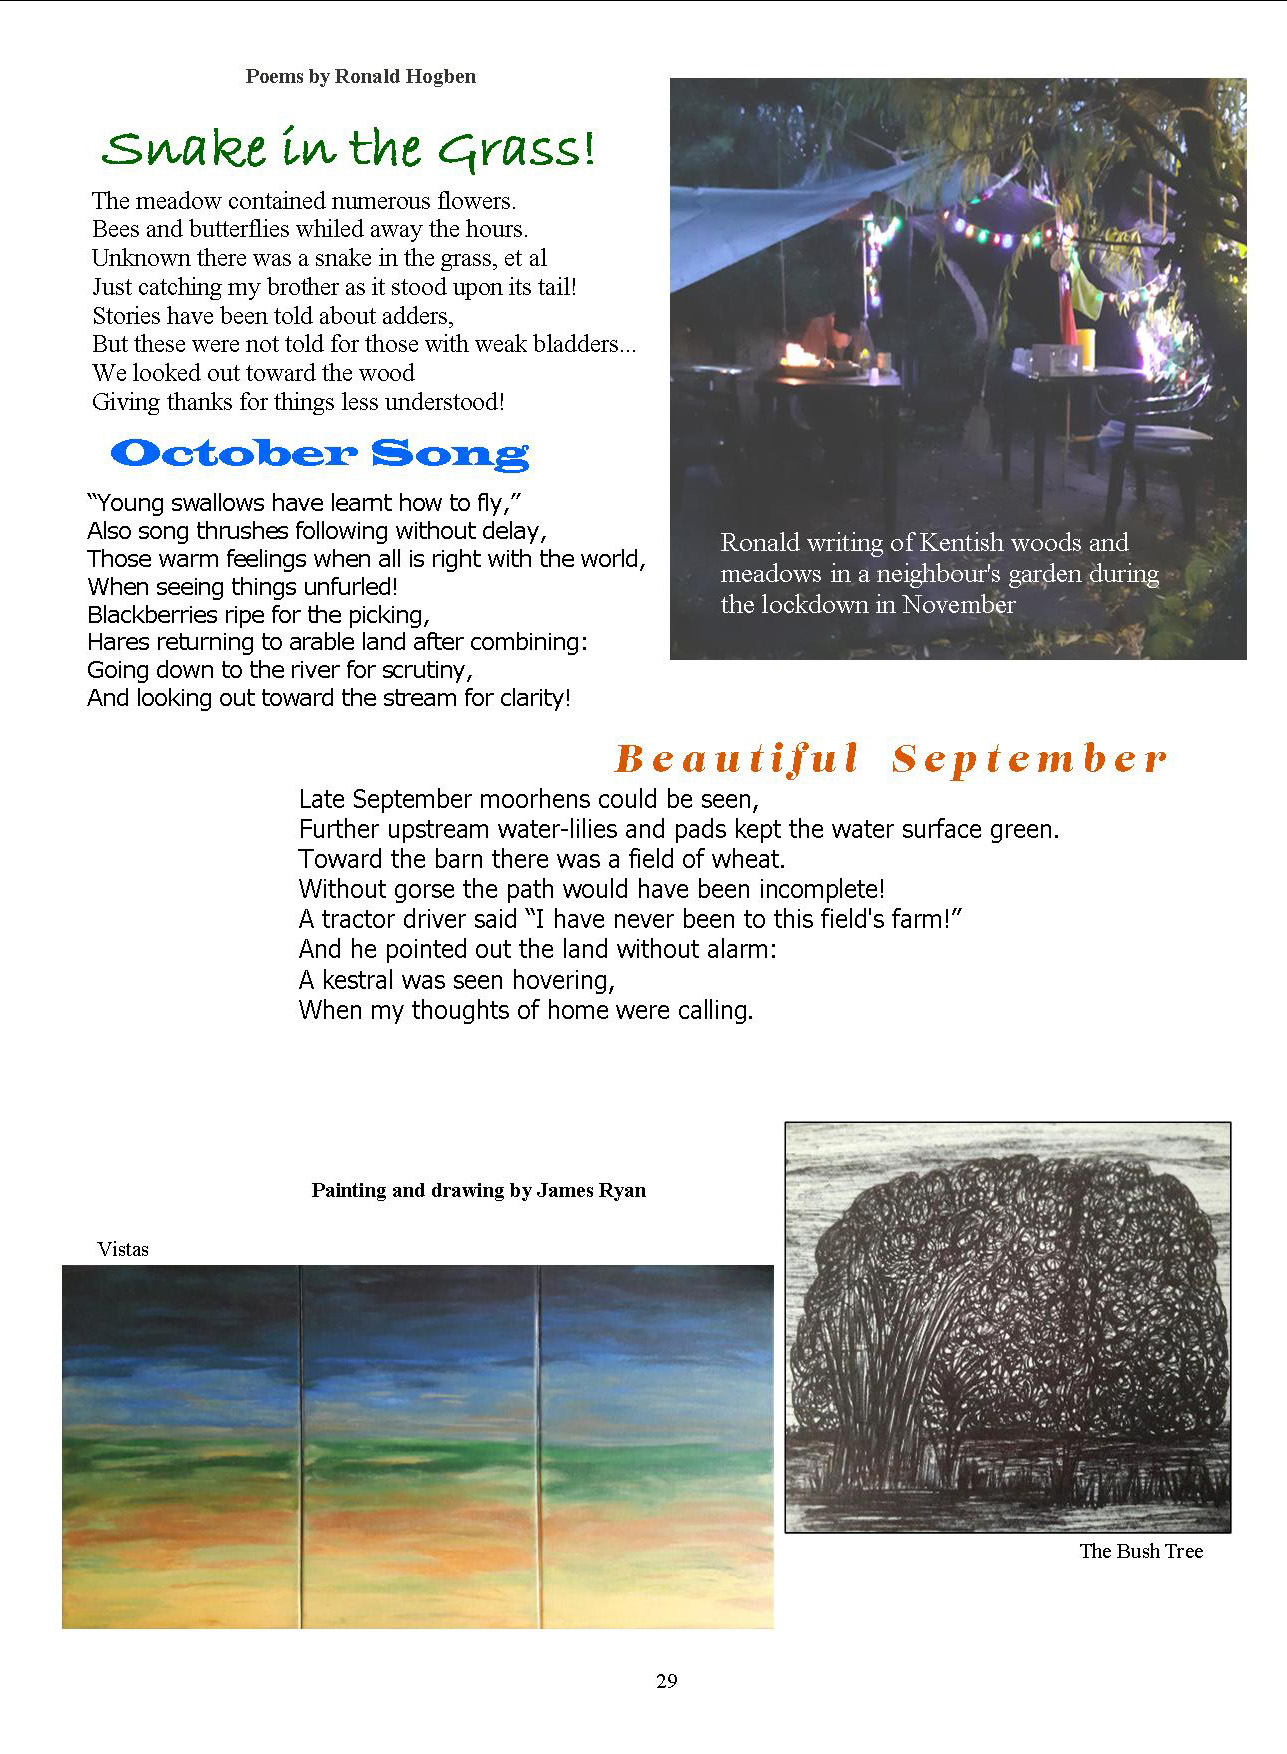 Poems by Ronald Hogben
Snake in the Grass!
The meadow contained numerous flowers.
Bees and butterflies whiled away the hours.
Unknown there was a snake in the grass, et al
Just catching my brother as it stood upon its tail!
Stories have been told about adders,
But these were not told for those with weak bladders...
We looked out toward the wood
Giving thanks for things less understood!
October Song
“Young swallows have learnt how to fly,”
Also song thrushes following without delay,
Those warm feelings when all is right with the world,
When seeing things unfurled!
Blackberries ripe for the picking,
Hares returning to arable land after combining:
Going down to the river for scrutiny,
And looking out toward the stream for clarity!
Ronald writing of Kentish woods and
meadows in a neighbour's garden during
the lockdown in November
Beautiful September
Late September moorhens could be seen,
Further upstream water-lilies and pads kept the water surface green.
Toward the barn there was a field of wheat.
Without gorse the path would have been incomplete!
A tractor driver said “I have never been to this field's farm!”
And he pointed out the land without alarm:
A kestral was seen hovering,
When my thoughts of home were calling.
Painting and drawing by James Ryan
Vistas
The Bush Tree
29